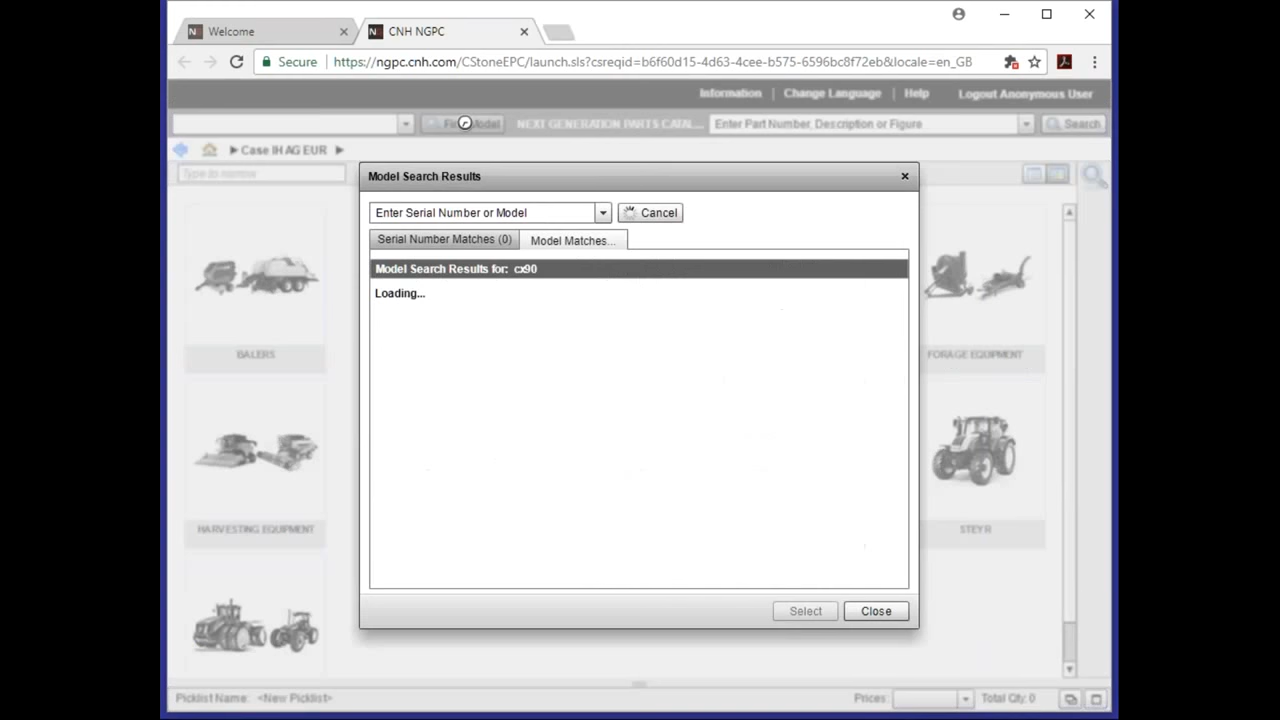 Welcome
CNH NGPC
Secure https://ngpc.cnh.com/CStoneEPC/launch.sls?csreqid=b6f60d15-4d63-4cee-b575-6596bc8f72eb&locale=en_GB
Information | Change Language | Help Logout Anonymous User
NEXT GENERATION PARTS CATAL... Enter Part Number, Description or Figure Search
Case IH AG EUR
Type to narrow
Model Search Results
Enter Serial Number or Model Cancel
Serial Number Matches (0) Model Matches...
Model Search Results for: cx90
Loading...
BALERS
FORAGE EQUIPMENT
HARVESTING EQUIPMENT
STEYR
Select Close
Picklist Name: <New Picklist> Prices: Total Qty: 0